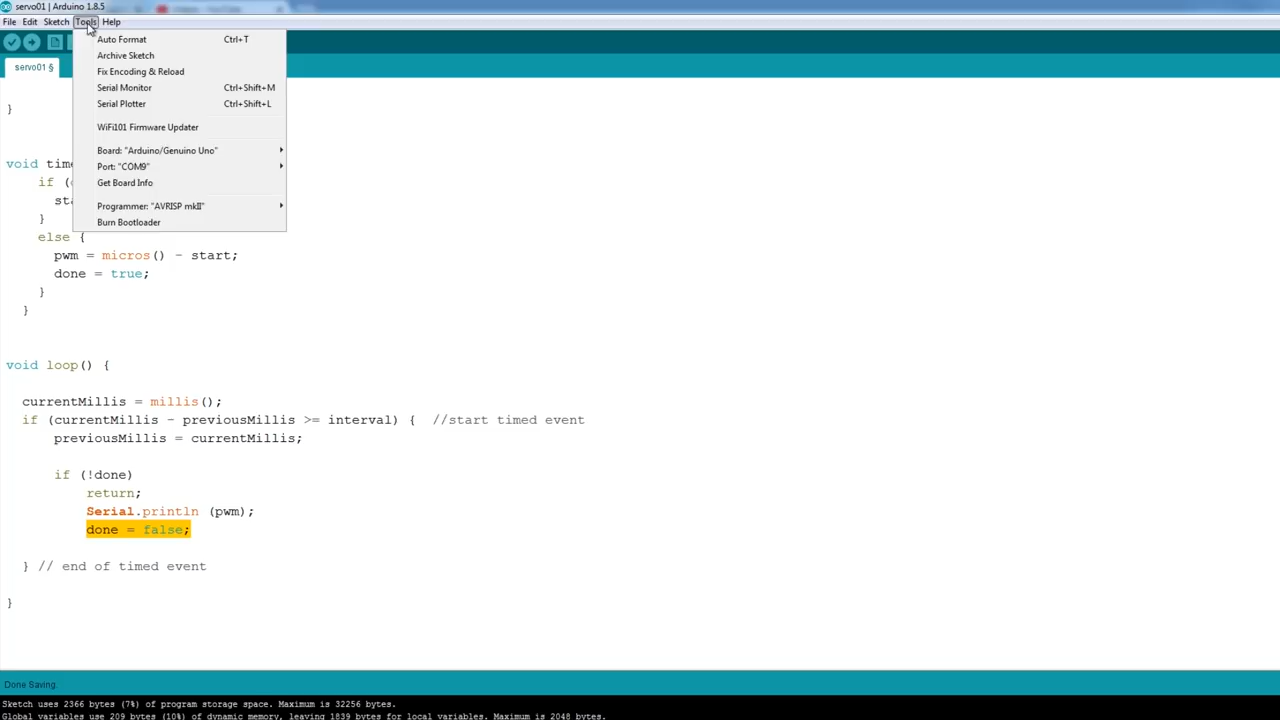 servo01 | Arduino 1.8.5
File Edit Sketch Tools Help
Auto Format Ctrl+T
Archive Sketch
Fix Encoding & Reload
Serial Monitor Ctrl+Shift+M
Serial Plotter Ctrl+Shift+L
WiFi101 Firmware Updater
Board: "Arduino/Genuino Uno"
Port: "COM9"
Get Board Info
Programmer: "AVRISP mkII"
Burn Bootloader
servo01 §
}
void
if (
}
else {
pwm = micros() - start;
done = true;
}
}
void loop() {
currentMillis = millis();
if (currentMillis - previousMillis >= interval) { //start timed event
previousMillis = currentMillis;
if (!done)
return;
Serial.println (pwm);
done = false;
} // end of timed event
}
Done Saving.
Sketch uses 2366 bytes (7%) of program storage space. Maximum is 32256 bytes.
Global variables use 209 bytes (10%) of dynamic memory, leaving 1839 bytes for local variables. Maximum is 2048 bytes.